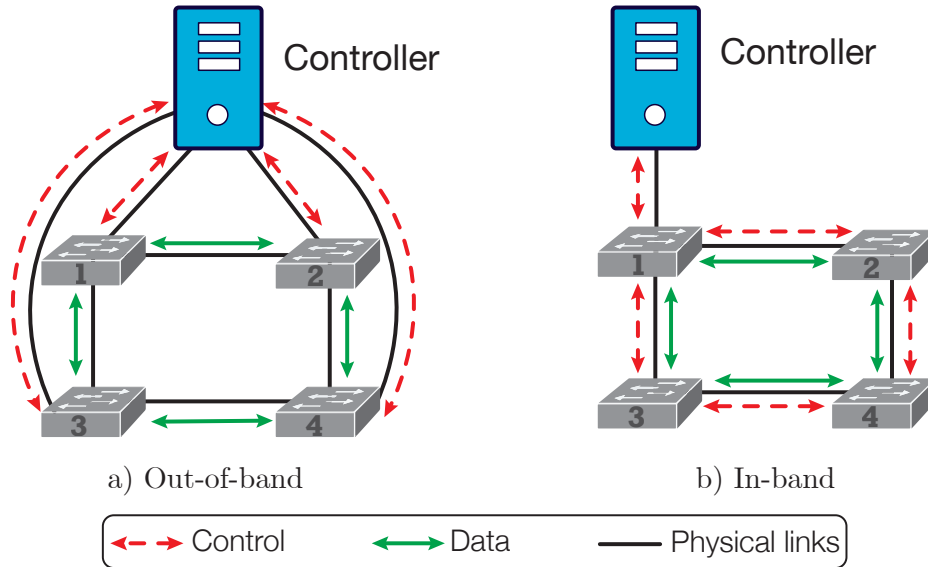 Controller
1
2
3
4
a) Out-of-band
Controller
1
2
3
4
b) In-band
Control
Data
Physical links